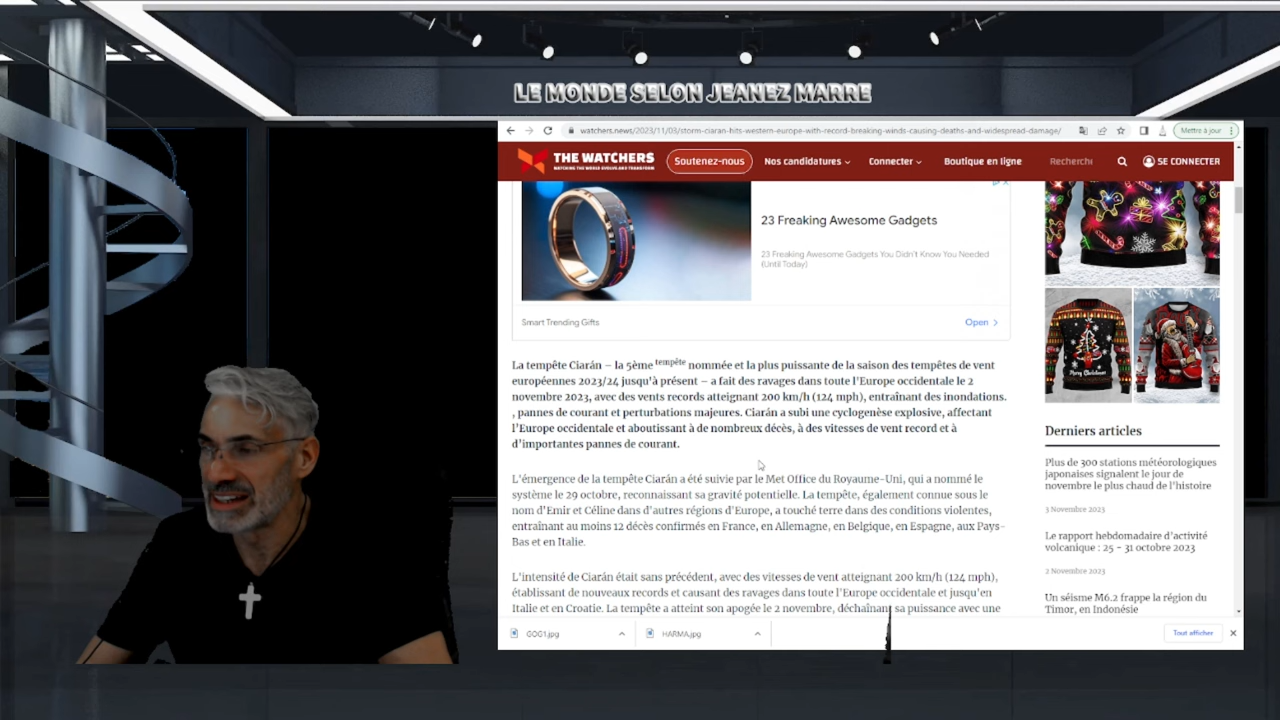 LE MONDE SELON JEANEZ MARRE
watchers.news/2023/11/03/storm-ciaran-hits-western-europe-with-record-breaking-winds-causing-deaths-and-widespread-damage/
Mettre à jour
THE WATCHERS
WATCHING THE WORLD EVOLVE AND TRANSFORM
Soutenez-nous
Nos candidatures
Connecter
Boutique en ligne
Recherche
SE CONNECTER
23 Freaking Awesome Gadgets
23 Freaking Awesome Gadgets You Didn't Know You Needed
(Until Today)
Smart Trending Gifts
Open
La tempête Ciarán – la 5ème tempête nommée et la plus puissante de la saison des tempêtes de vent
européennes 2023/24 jusqu'à présent – a fait des ravages dans toute l'Europe occidentale le 2
novembre 2023, avec des vents records atteignant 200 km/h (124 mph), entraînant des inondations.
, pannes de courant et perturbations majeures. Ciarán a subi une cyclogenèse explosive, affectant
l'Europe occidentale et aboutissant à de nombreux décès, à des vitesses de vent record et à
d'importantes pannes de courant.
L'émergence de la tempête Ciarán a été suivie par le Met Office du Royaume-Uni, qui a nommé le
système le 29 octobre, reconnaissant sa gravité potentielle. La tempête, également connue sous le
nom d'Emir et Céline dans d'autres régions d'Europe, a touché terre dans des conditions violentes,
entraînant au moins 12 décès confirmés en France, en Allemagne, en Belgique, en Espagne, aux Pays-
Bas et en Italie.
L'intensité de Ciarán était sans précédent, avec des vitesses de vent atteignant 200 km/h (124 mph),
établissant de nouveaux records et causant des ravages dans toute l'Europe occidentale et jusqu'en
Italie et en Croatie. La tempête a atteint son apogée le 2 novembre, déchaînant sa puissance avec une
Merry Christmas
Derniers articles
Plus de 300 stations météorologiques
japonaises signalent le jour de
novembre le plus chaud de l'histoire
3 Novembre 2023
Le rapport hebdomadaire d'activité
volcanique : 25 - 31 octobre 2023
2 Novembre 2023
Un séisme M6.2 frappe la région du
Timor, en Indonésie
GOG1.jpg
HARMA.jpg
Tout afficher